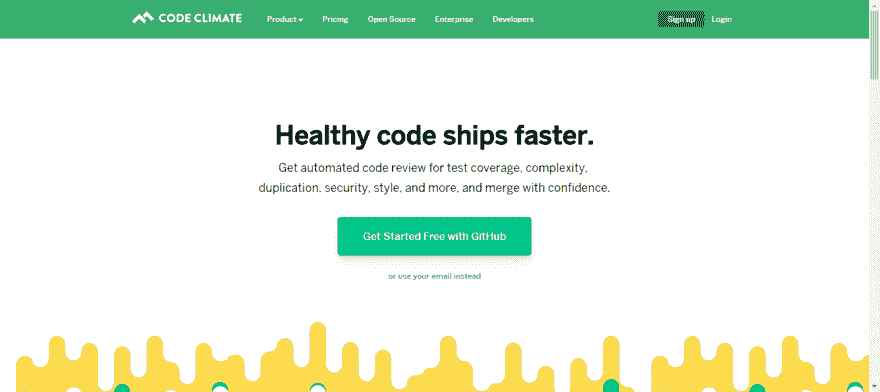 CODE CLIMATE
Product
Pricing
Open Source
Enterprise
Developers
Sign up
Login
Healthy code ships faster.
Get automated code review for test coverage, complexity,
duplication, security, style, and more, and merge with confidence.
Get Started Free with GitHub
or use your email instead